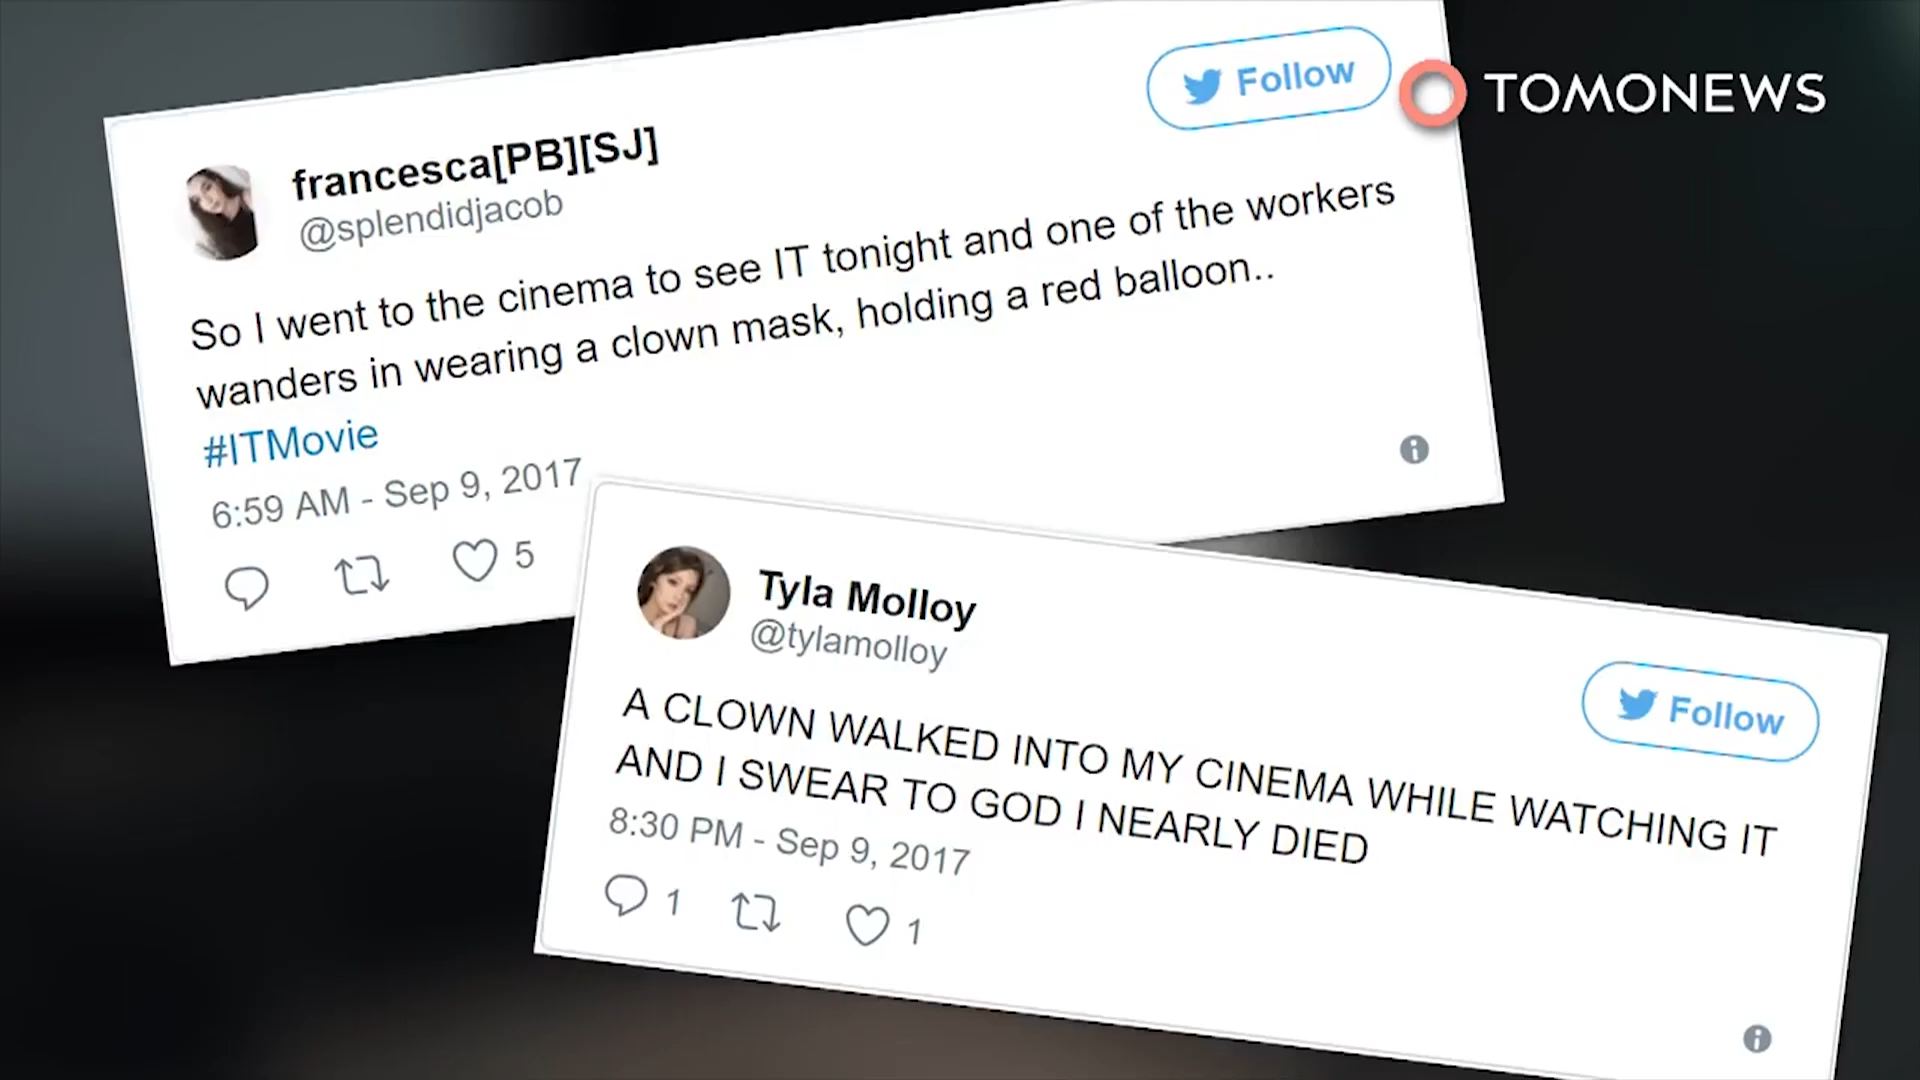 Follow
TOMONEWS
francesca[PB][SJ]
@splendidjacob
So I went to the cinema to see IT tonight and one of the workers
wanders in wearing a clown mask, holding a red balloon..
#ITMovie
6:59 AM - Sep 9, 2017
5
Tyla Molloy
@tylamolloy
Follow
A CLOWN WALKED INTO MY CINEMA WHILE WATCHING IT
AND I SWEAR TO GOD I NEARLY DIED
8:30 PM - Sep 9, 2017
1 1